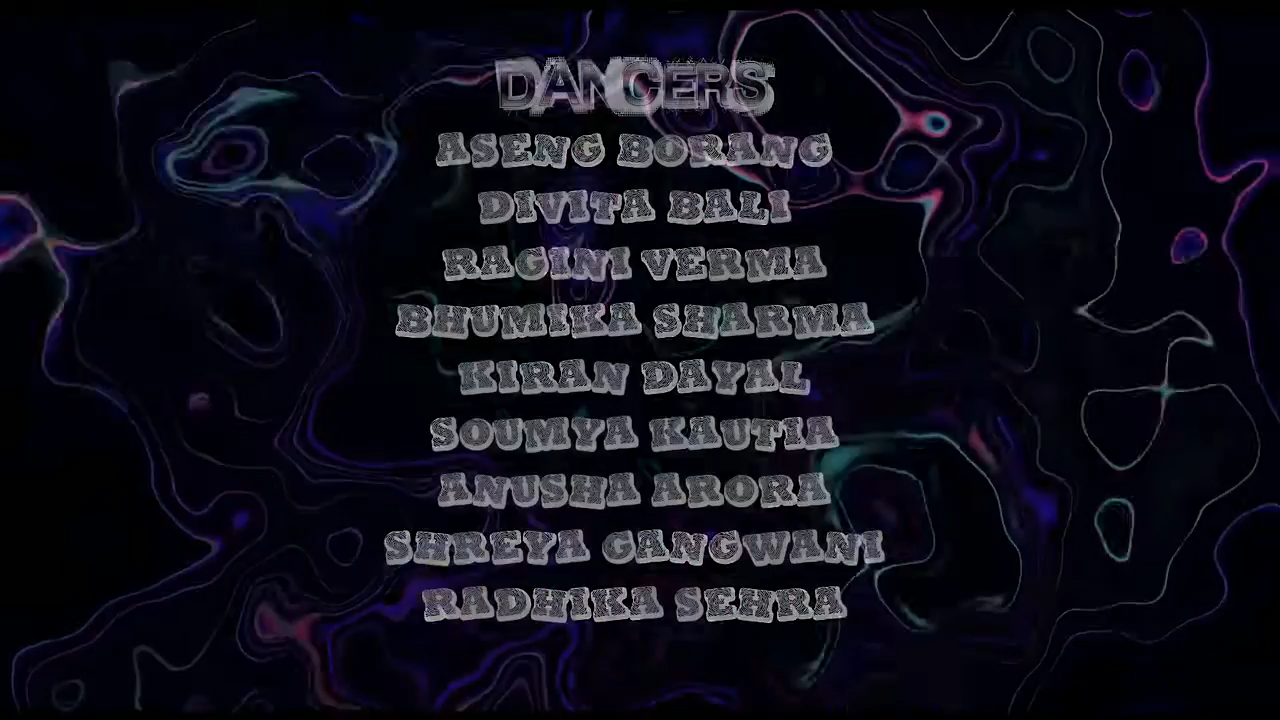 DANCERS
ASENG BORANG
DIVITA BALI
RAGINI VERMA
BHUMIKA SHARMA
KIRAN DAYAL
SOUMYA KAUTIA
ANUSHA ARORA
SHREYA GANGWANI
RADHIKA SEHRA